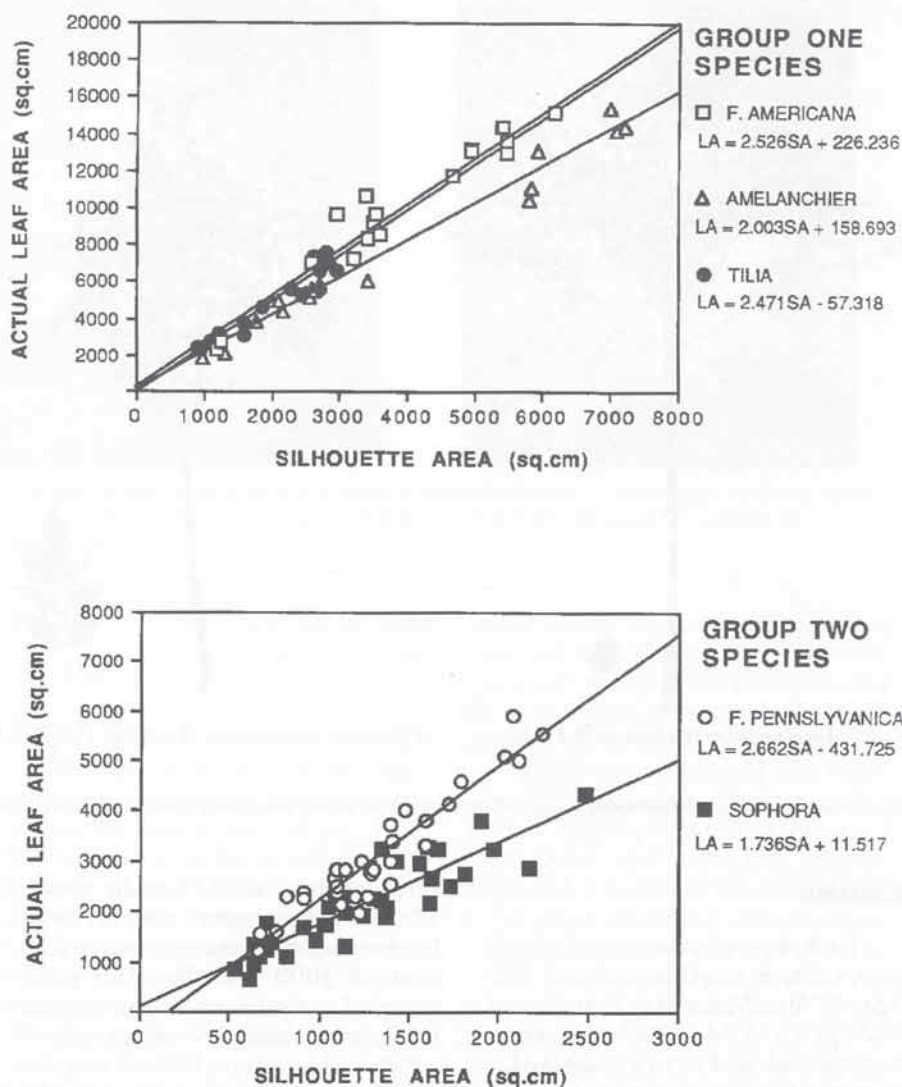 20000
18000
16000
14000
12000
10000
8000
6000
4000
2000
0 1000 2000 3000 4000 5000 6000 7000 8000
ACTUAL LEAF AREA (sq.cm)
SILHOUETTE AREA (sq.cm)
GROUP ONE
SPECIES
F. AMERICANA
LA = 2.526SA + 226.236
AMELANCHIER
LA = 2.003SA + 158.693
TILIA
LA = 2.471SA - 57.318
8000
7000
6000
5000
4000
3000
2000
1000
0 500 1000 1500 2000 2500 3000
ACTUAL LEAF AREA (sq.cm)
SILHOUETTE AREA (sq.cm)
GROUP TWO
SPECIES
F. PENNSLYVANICA
LA = 2.662SA - 431.725
SOPHORA
LA = 1.736SA + 11.517